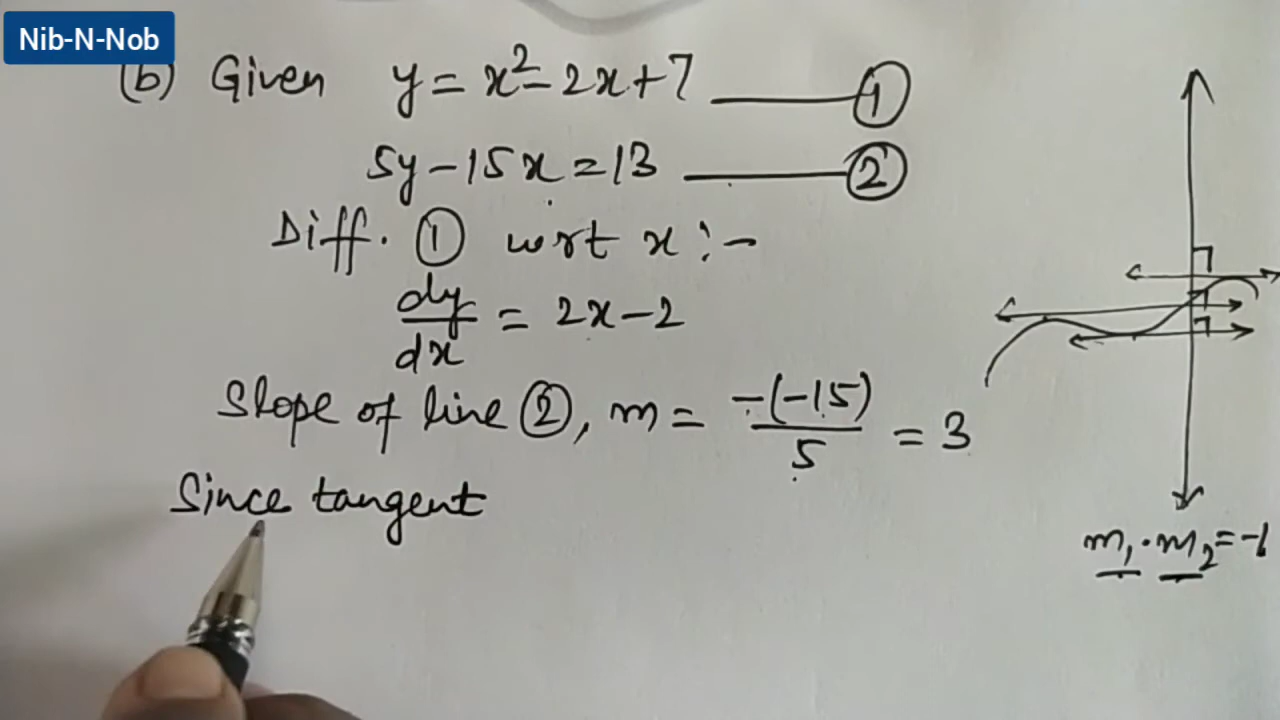 Nib-N-Nob
(b) Given y = x² - 2x + 7 ——— ①
5y - 15x = 13 ——— ②
Diff. ① wrt x :-
dy/dx = 2x - 2
Slope of line ②, m = -(-15)/5 = 3
Since tangent
m₁ · m₂ = -1